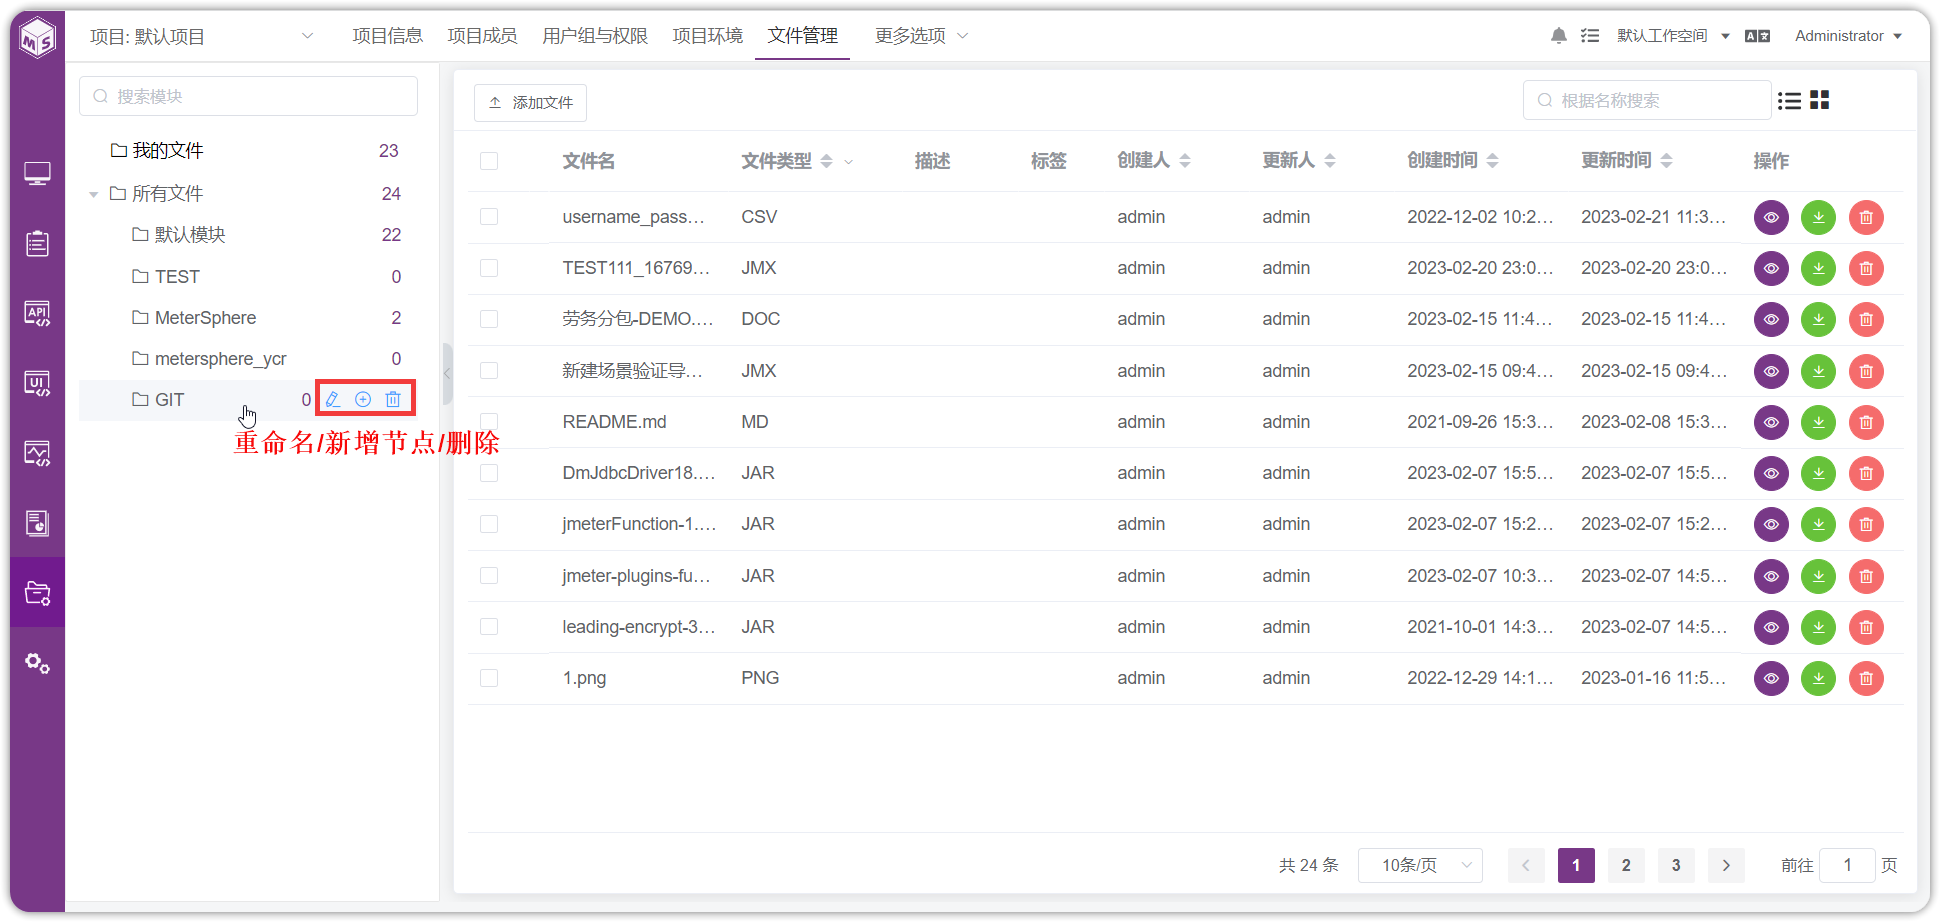 项目: 默认项目 项目信息 项目成员 用户组与权限 项目环境 文件管理 更多选项 默认工作空间 Administrator
搜索模块
我的文件 23
所有文件 24
默认模块 22
TEST 0
MeterSphere 2
metersphere_ycr 0
GIT 0
重命名/新增节点/删除
API
UI
添加文件 根据名称搜索
文件名 文件类型 描述 标签 创建人 更新人 创建时间 更新时间 操作
username_pass... CSV admin admin 2022-12-02 10:2... 2023-02-21 11:3...
TEST111_16769... JMX admin admin 2023-02-20 23:0... 2023-02-20 23:0...
劳务分包-DEMO.... DOC admin admin 2023-02-15 11:4... 2023-02-15 11:4...
新建场景验证导... JMX admin admin 2023-02-15 09:4... 2023-02-15 09:4...
README.md MD admin admin 2021-09-26 15:3... 2023-02-08 15:3...
DmJdbcDriver18.... JAR admin admin 2023-02-07 15:5... 2023-02-07 15:5...
jmeterFunction-1.... JAR admin admin 2023-02-07 15:2... 2023-02-07 15:2...
jmeter-plugins-fu... JAR admin admin 2023-02-07 10:3... 2023-02-07 14:5...
leading-encrypt-3... JAR admin admin 2021-10-01 14:3... 2023-02-07 14:5...
1.png PNG admin admin 2022-12-29 14:1... 2023-01-16 11:5...
共 24 条 10条/页 1 2 3 前往 1 页